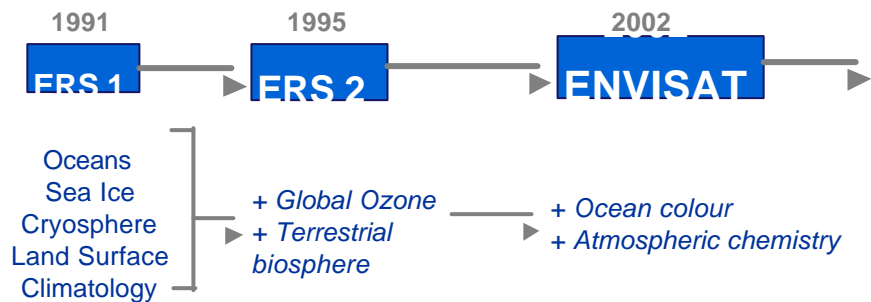 1991
1995
2002
ERS 1
ERS 2
ENVISAT
Oceans
Sea Ice
Cryosphere
Land Surface
Climatology
+ Global Ozone
+ Terrestrial
biosphere
+ Ocean colour
+ Atmospheric chemistry